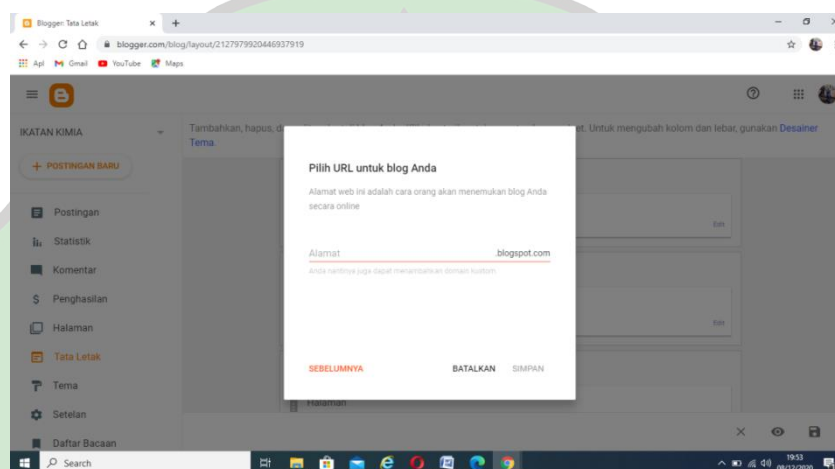 Blogger: Tata Letak
blogger.com/blog/layout/2127979920446937919
Apl Gmail YouTube Maps
IKATAN KIMIA
Tambahkan, hapus, d
et. Untuk mengubah kolom dan lebar, gunakan Desainer
Tema
+ POSTINGAN BARU
Postingan
Statistik
Komentar
$ Penghasilan
Halaman
Tata Letak
Tema
Setelan
Daftar Bacaan
Pilih URL untuk blog Anda
Alamat web ini adalah cara orang akan menemukan blog Anda
secara online
Alamat .blogspot.com
Anda nantinya juga dapat menambahkan domain kustom
SEBELUMNYA BATALKAN SIMPAN
Halaman
Search
19:53
09/12/2020